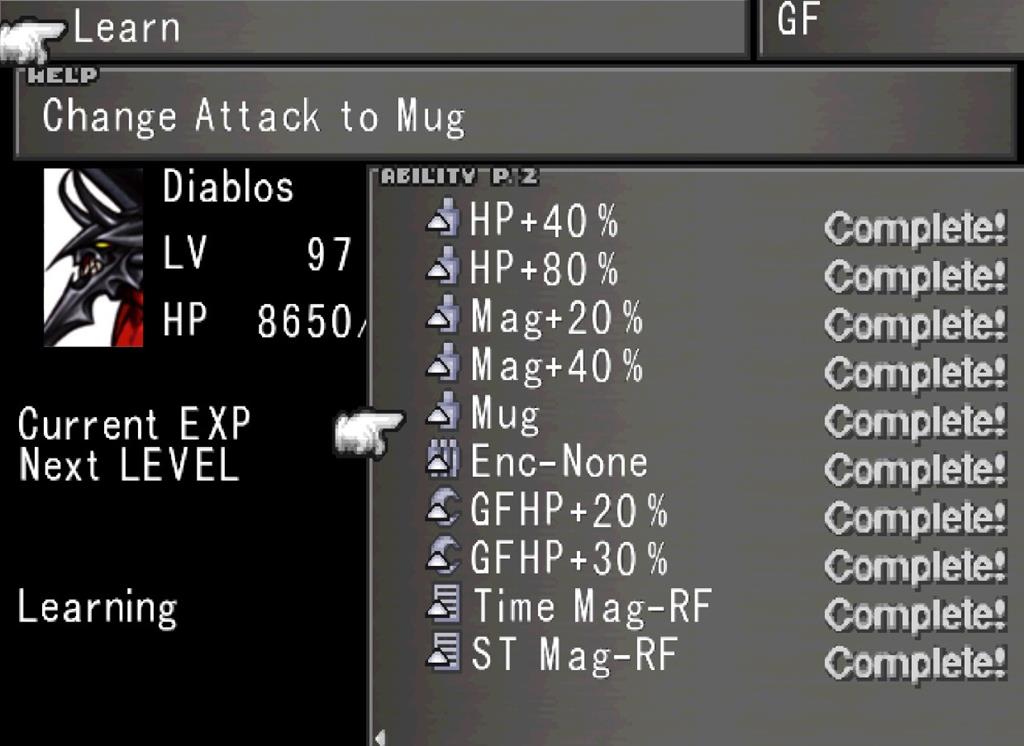 Learn
GF
HELP
Change Attack to Mug
Diablos
LV 97
HP 8650/
Current EXP
Next LEVEL
Learning
ABILITY P. 2
HP+40% Complete!
HP+80% Complete!
Mag+20% Complete!
Mag+40% Complete!
Mug Complete!
Enc-None Complete!
GFHP+20% Complete!
GFHP+30% Complete!
Time Mag-RF Complete!
ST Mag-RF Complete!